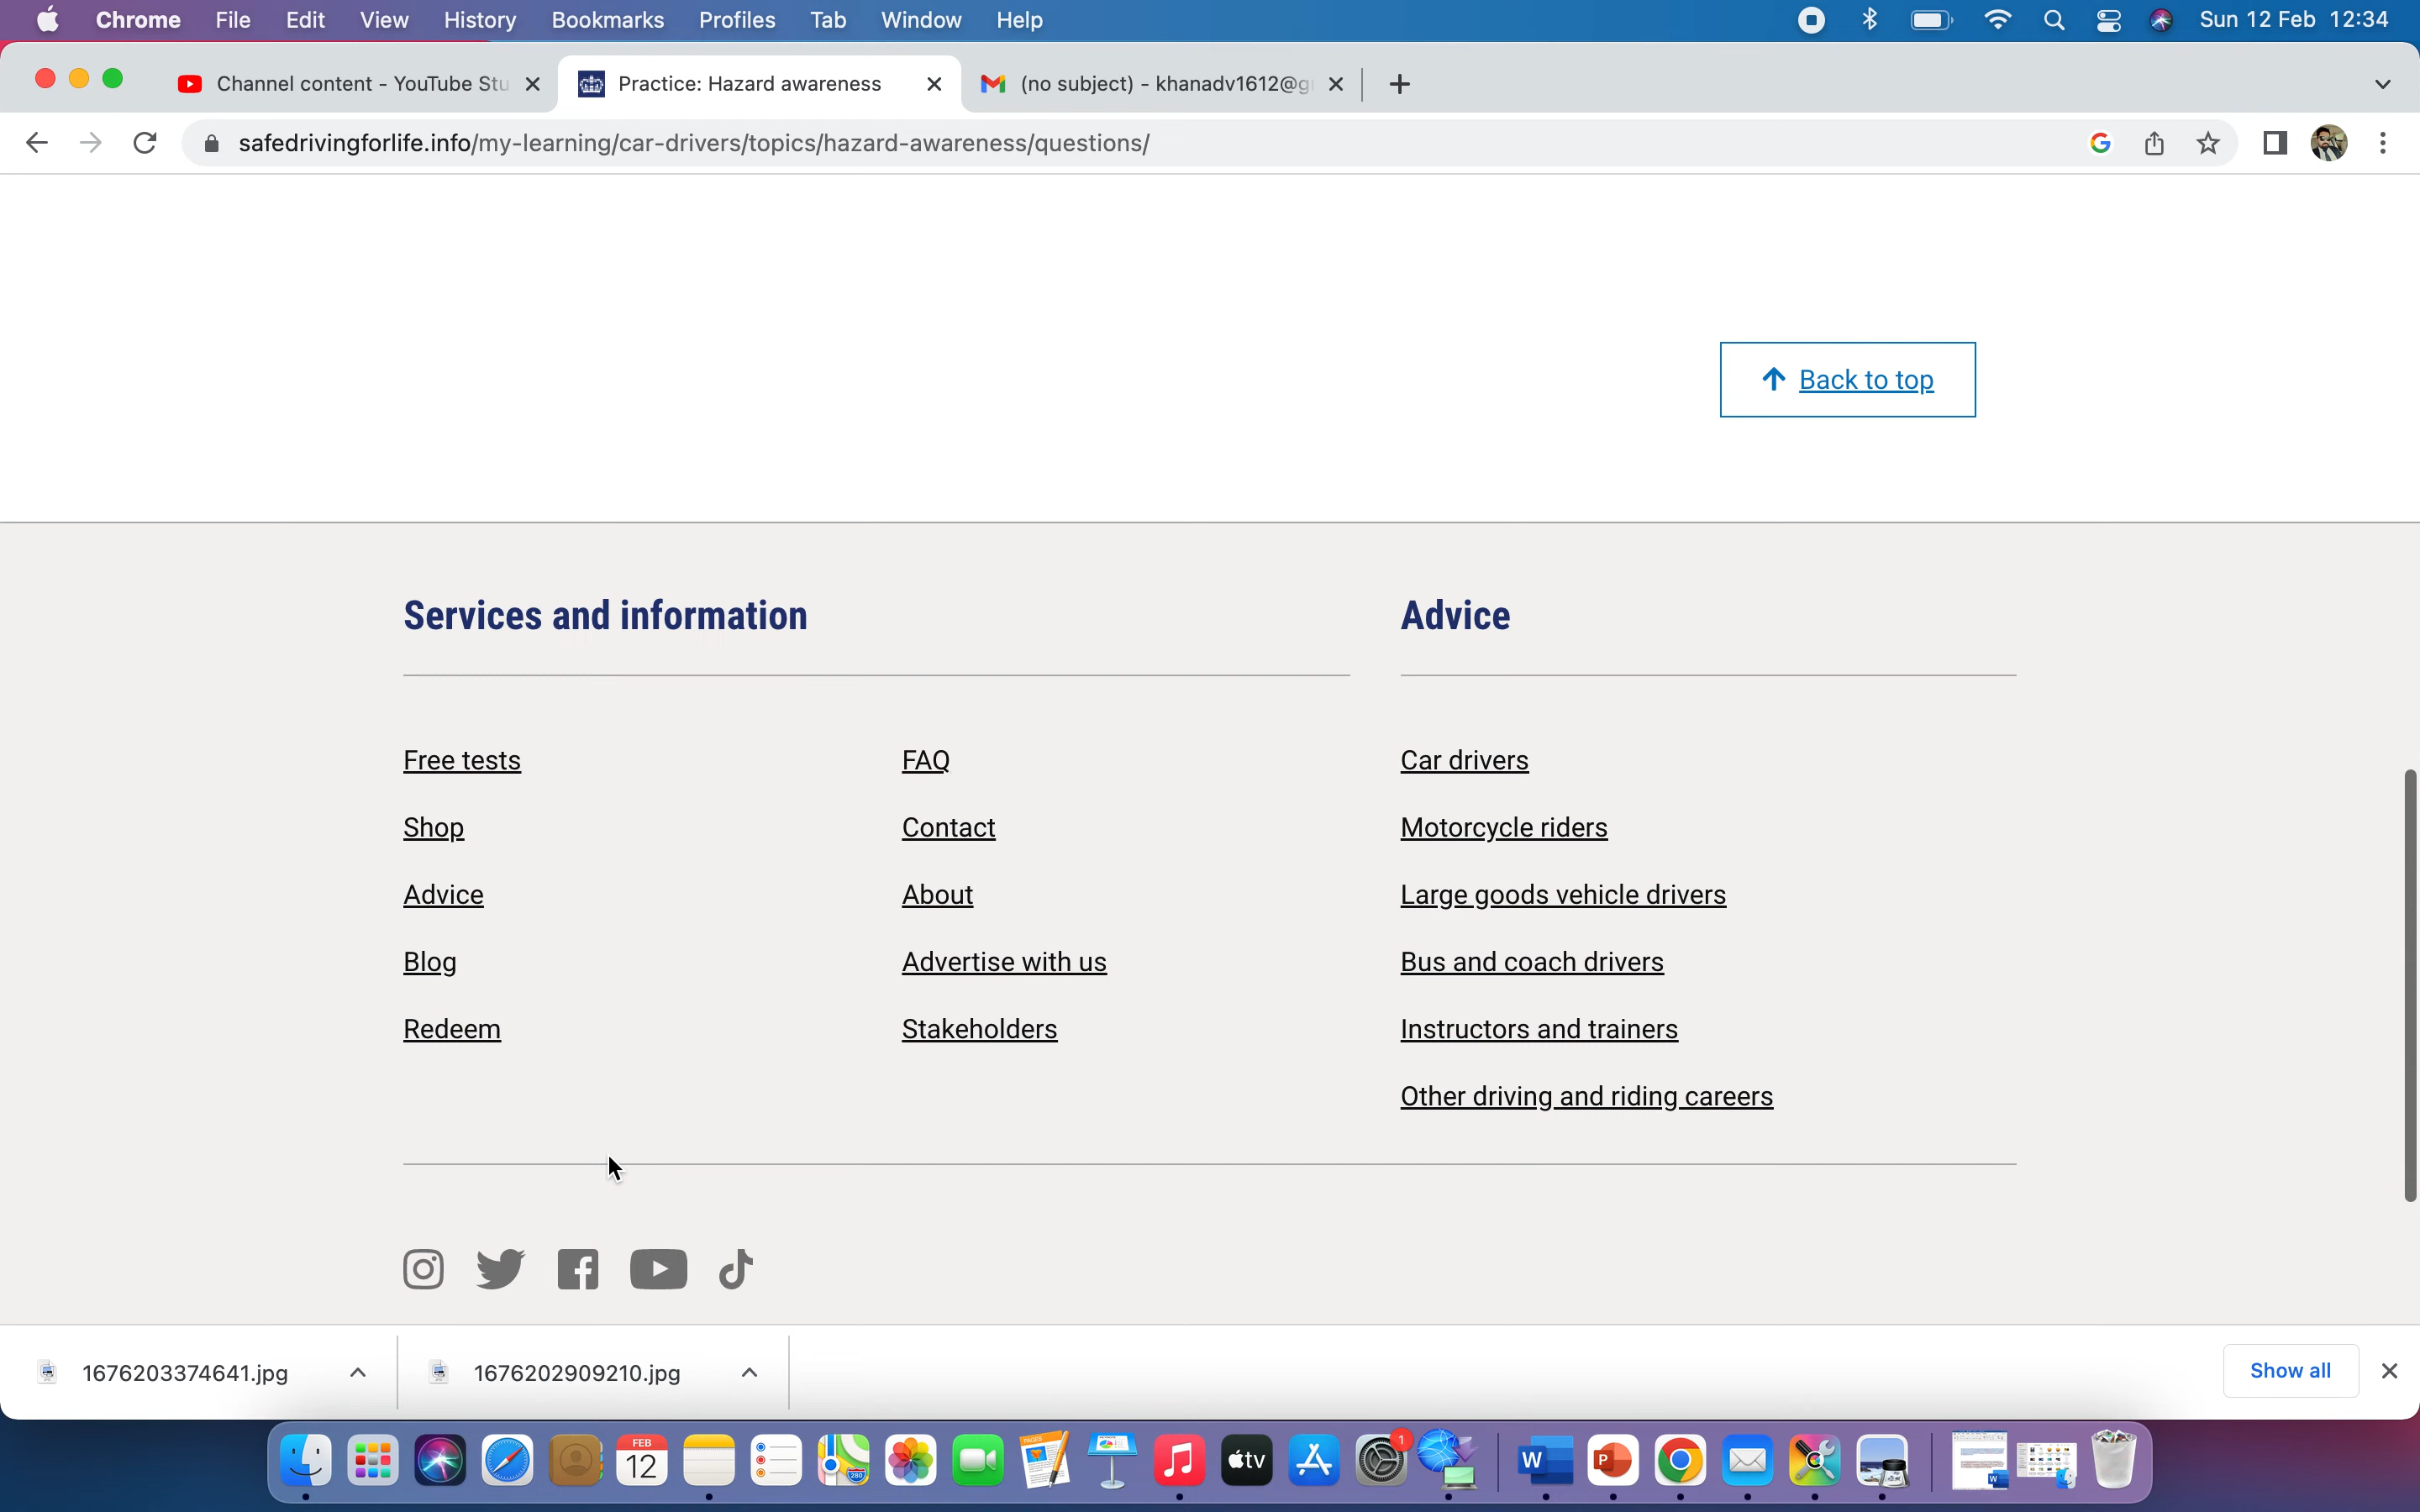 Chrome File Edit View History Bookmarks Profiles Tab Window Help Sun 12 Feb 12:34
Channel content - YouTube Stu Practice: Hazard awareness (no subject) - khanadv1612@g
safedrivingforlife.info/my-learning/car-drivers/topics/hazard-awareness/questions/
Back to top
Services and information Advice
Free tests FAQ Car drivers
Shop Contact Motorcycle riders
Advice About Large goods vehicle drivers
Blog Advertise with us Bus and coach drivers
Redeem Stakeholders Instructors and trainers
Other driving and riding careers
1676203374641.jpg 1676202909210.jpg Show all
FEB
12
PAGES
280
tv
1
W
P